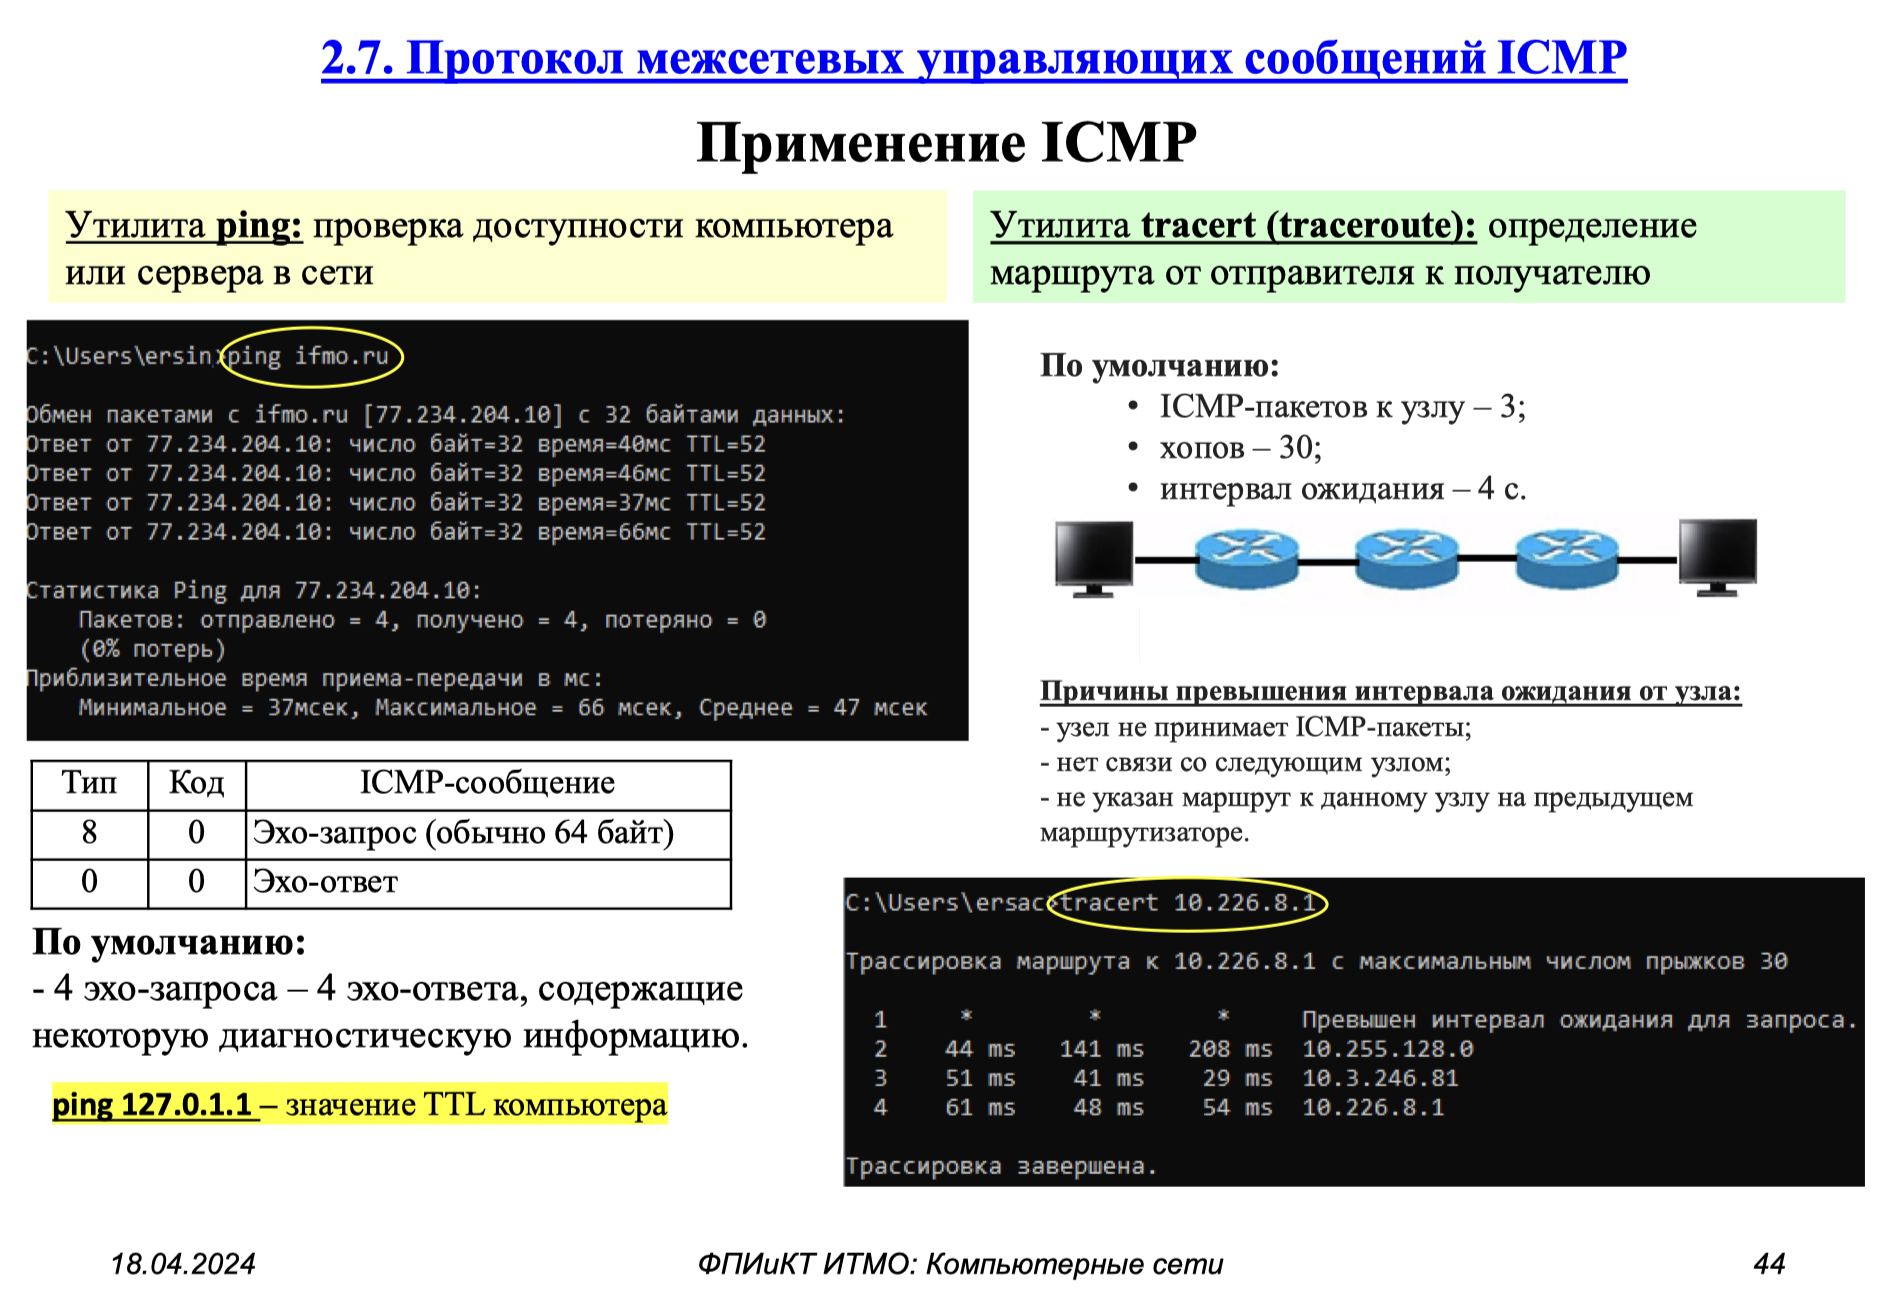 2.7. Протокол межсетевых управляющих сообщений ICMP
Применение ICMP
Утилита ping: проверка доступности компьютера
или сервера в сети
C:\Users\ersin>ping ifmo.ru
Обмен пакетами с ifmo.ru [77.234.204.10] с 32 байтами данных:
Ответ от 77.234.204.10: число байт=32 время=40мс TTL=52
Ответ от 77.234.204.10: число байт=32 время=46мс TTL=52
Ответ от 77.234.204.10: число байт=32 время=37мс TTL=52
Ответ от 77.234.204.10: число байт=32 время=66мс TTL=52
Статистика Ping для 77.234.204.10:
Пакетов: отправлено = 4, получено = 4, потеряно = 0
(0% потерь)
Приблизительное время приема-передачи в мс:
Минимальное = 37мсек, Максимальное = 66 мсек, Среднее = 47 мсек
Тип Код ICMP-сообщение
8 0 Эхо-запрос (обычно 64 байт)
0 0 Эхо-ответ
По умолчанию:
- 4 эхо-запроса – 4 эхо-ответа, содержащие
некоторую диагностическую информацию.
ping 127.0.1.1 – значение TTL компьютера
Утилита tracert (traceroute): определение
маршрута от отправителя к получателю
По умолчанию:
• ICMP-пакетов к узлу – 3;
• хопов – 30;
• интервал ожидания – 4 с.
Причины превышения интервала ожидания от узла:
- узел не принимает ICMP-пакеты;
- нет связи со следующим узлом;
- не указан маршрут к данному узлу на предыдущем
маршрутизаторе.
C:\Users\ersac>tracert 10.226.8.1
Трассировка маршрута к 10.226.8.1 с максимальным числом прыжков 30
1 * * * Превышен интервал ожидания для запроса.
2 44 ms 141 ms 208 ms 10.255.128.0
3 51 ms 41 ms 29 ms 10.3.246.81
4 61 ms 48 ms 54 ms 10.226.8.1
Трассировка завершена.
18.04.2024
ФПИиКТ ИТМО: Компьютерные сети
44